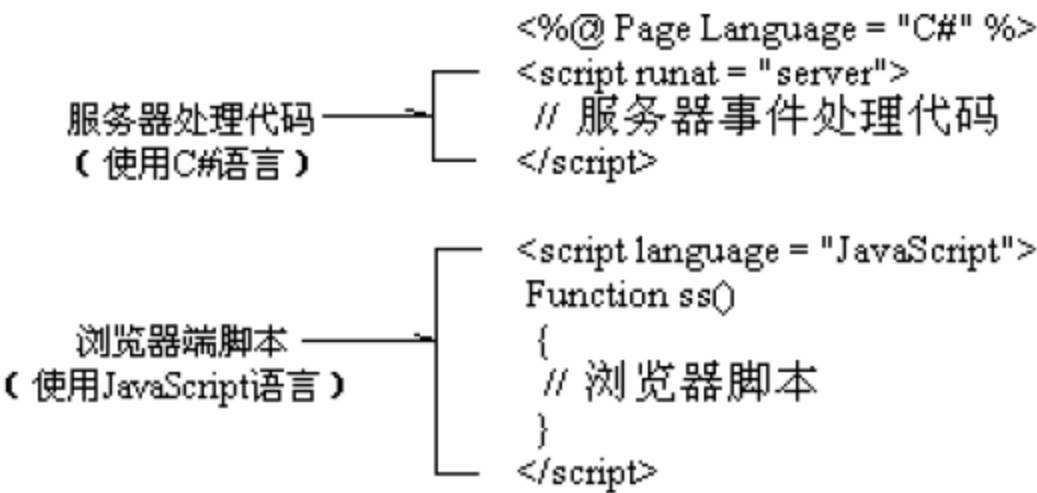 <%@ Page Language = "C#" %>
<script runat = "server">
// 服务器事件处理代码
</script>
服务器处理代码
（使用C#语言）
<script language = "JavaScript">
Function ss()
{
// 浏览器脚本
}
</script>
浏览器端脚本
（使用JavaScript语言）